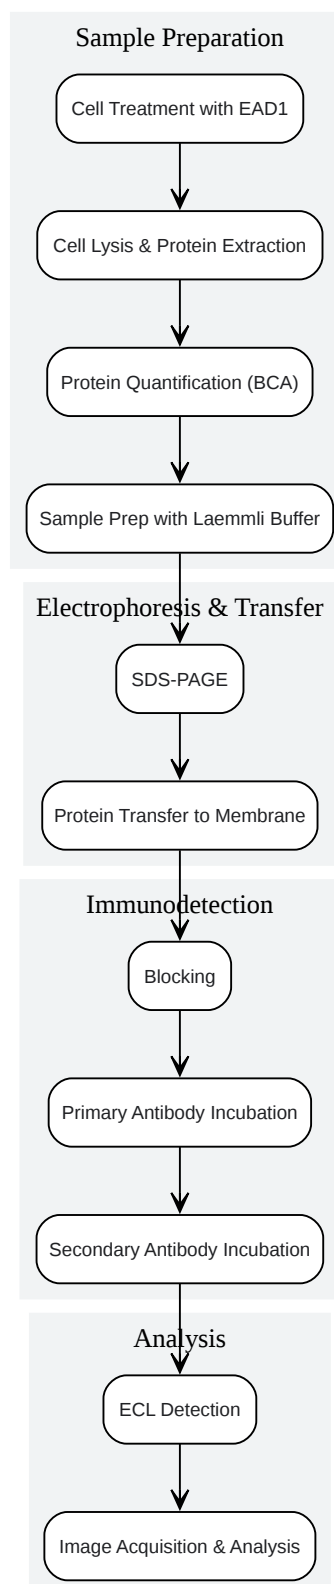 Sample Preparation
Cell Treatment with EAD1
Cell Lysis & Protein Extraction
Protein Quantification (BCA)
Sample Prep with Laemmli Buffer
Electrophoresis & Transfer
SDS-PAGE
Protein Transfer to Membrane
Immunodetection
Blocking
Primary Antibody Incubation
Secondary Antibody Incubation
Analysis
ECL Detection
Image Acquisition & Analysis